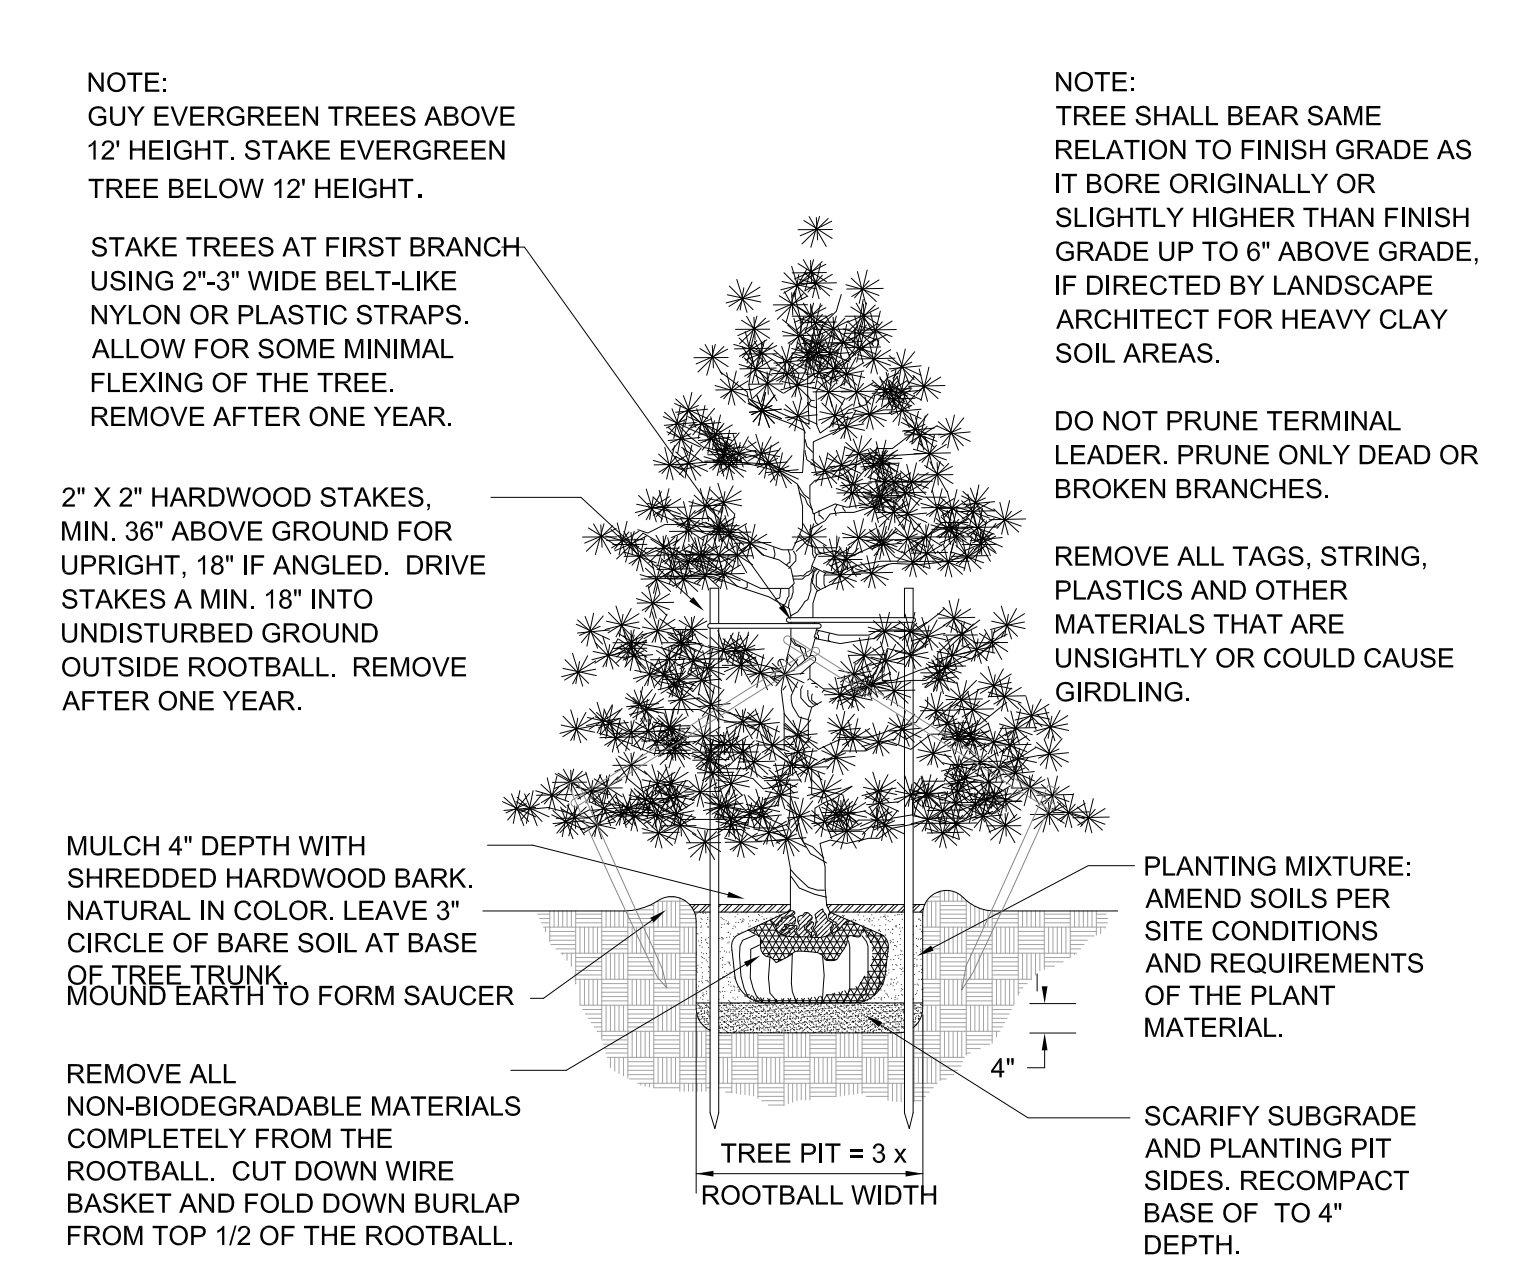 NOTE:
GUY EVERGREEN TREES ABOVE
12' HEIGHT. STAKE EVERGREEN
TREE BELOW 12' HEIGHT.
STAKE TREES AT FIRST BRANCH
USING 2"-3" WIDE BELT-LIKE
NYLON OR PLASTIC STRAPS.
ALLOW FOR SOME MINIMAL
FLEXING OF THE TREE.
REMOVE AFTER ONE YEAR.
2" X 2" HARDWOOD STAKES,
MIN. 36" ABOVE GROUND FOR
UPRIGHT, 18" IF ANGLED.  DRIVE
STAKES A MIN. 18" INTO
UNDISTURBED GROUND
OUTSIDE ROOTBALL.  REMOVE
AFTER ONE YEAR.
MULCH 4" DEPTH WITH
SHREDDED HARDWOOD BARK.
NATURAL IN COLOR. LEAVE 3"
CIRCLE OF BARE SOIL AT BASE
OF TREE TRUNK.
MOUND EARTH TO FORM SAUCER
REMOVE ALL
NON-BIODEGRADABLE MATERIALS
COMPLETELY FROM THE
ROOTBALL.  CUT DOWN WIRE
BASKET AND FOLD DOWN BURLAP
FROM TOP 1/2 OF THE ROOTBALL.
TREE PIT = 3 x
ROOTBALL WIDTH
4"
NOTE:
TREE SHALL BEAR SAME
RELATION TO FINISH GRADE AS
IT BORE ORIGINALLY OR
SLIGHTLY HIGHER THAN FINISH
GRADE UP TO 6" ABOVE GRADE,
IF DIRECTED BY LANDSCAPE
ARCHITECT FOR HEAVY CLAY
SOIL AREAS.
DO NOT PRUNE TERMINAL
LEADER. PRUNE ONLY DEAD OR
BROKEN BRANCHES.
REMOVE ALL TAGS, STRING,
PLASTICS AND OTHER
MATERIALS THAT ARE
UNSIGHTLY OR COULD CAUSE
GIRDLING.
PLANTING MIXTURE:
AMEND SOILS PER
SITE CONDITIONS
AND REQUIREMENTS
OF THE PLANT
MATERIAL.
SCARIFY SUBGRADE
AND PLANTING PIT
SIDES. RECOMPACT
BASE OF  TO 4"
DEPTH.